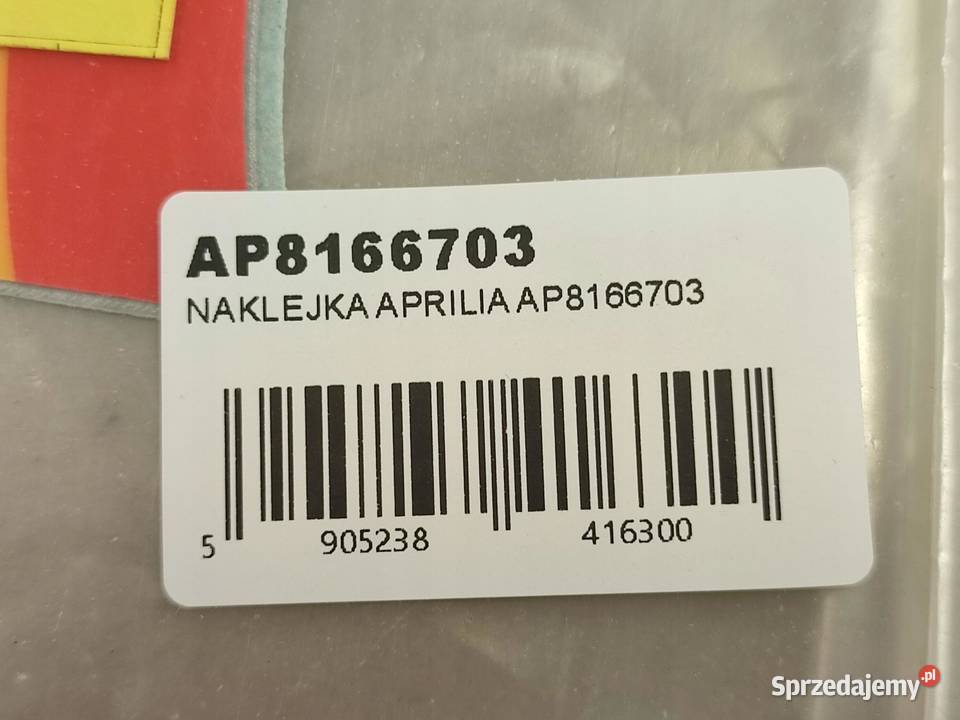 AP8166703
NAKLEJKA APRILIA AP8166703
5 905238 416300
Sprzedajemy.pl